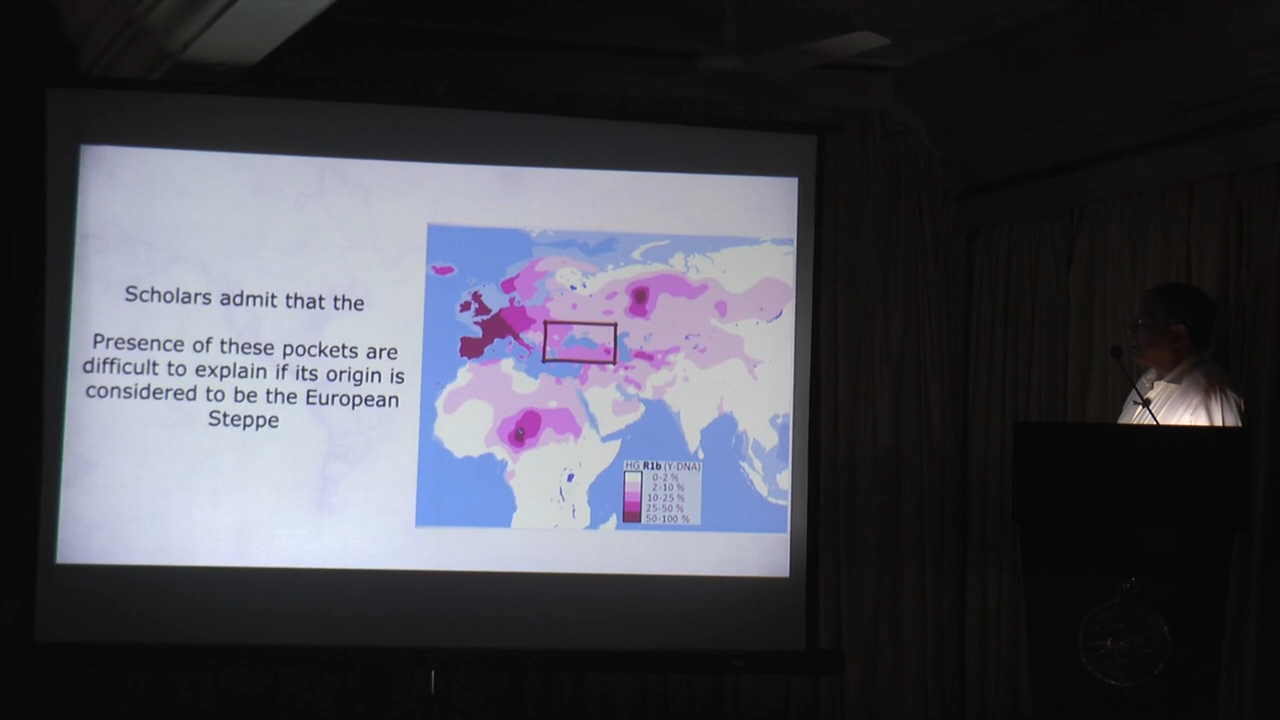 Scholars admit that the
Presence of these pockets are
difficult to explain if its origin is
considered to be the European
Steppe
HG R1b (Y-DNA)
0-2 %
2-10 %
10-25 %
25-50 %
50-100 %